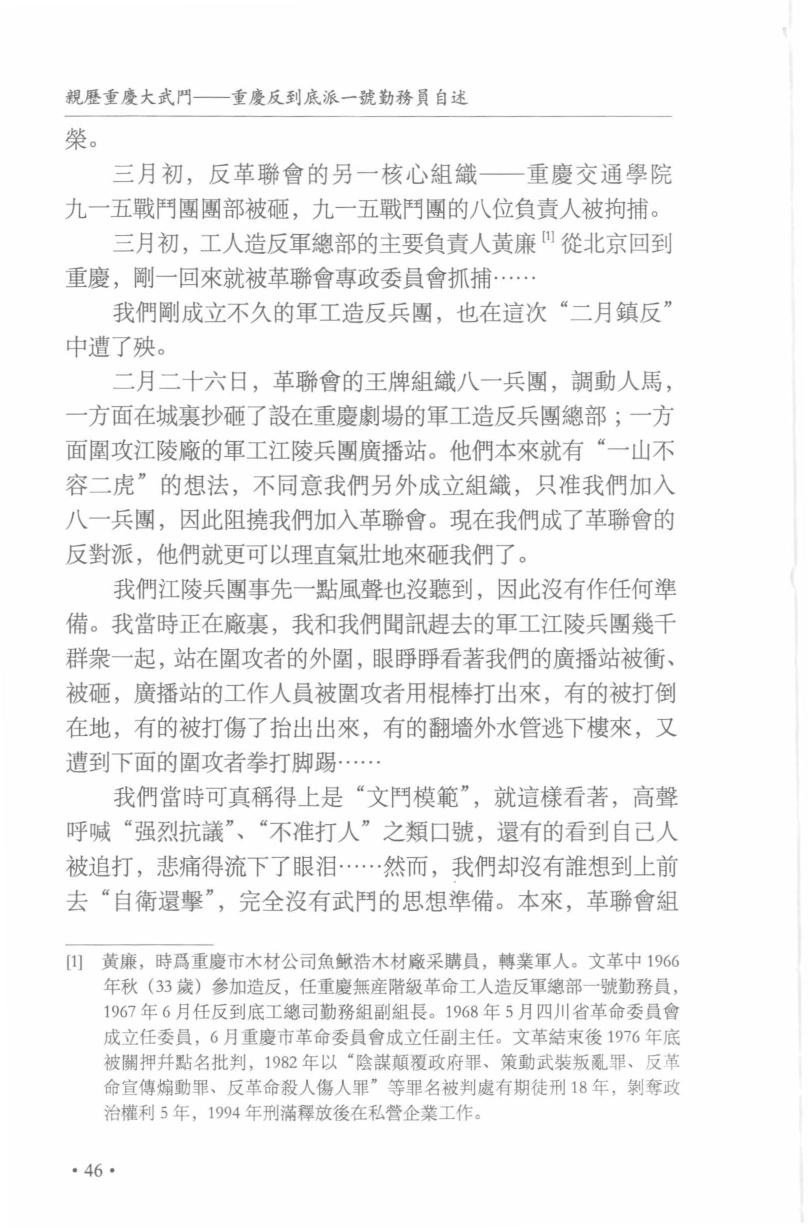 親歷重慶大武鬥——重慶反到底派一號勤務員自述
榮。
三月初，反革聯會的另一核心組織——重慶交通學院
九一五戰鬥團團部被砸，九一五戰鬥團的八位負責人被拘捕。
三月初，工人造反軍總部的主要負責人黃廉 [1] 從北京回到
重慶，剛一回來就被革聯會專政委員會抓捕……
我們剛成立不久的軍工造反兵團，也在這次“二月鎮反”
中遭了殃。
二月二十六日，革聯會的王牌組織八一兵團，調動人馬，
一方面在城裏抄砸了設在重慶劇場的軍工造反兵團總部；一方
面圍攻江陵廠的軍工江陵兵團廣播站。他們本來就有“一山不
容二虎”的想法，不同意我們另外成立組織，只准我們加入
八一兵團，因此阻撓我們加入革聯會。現在我們成了革聯會的
反對派，他們就更可以理直氣壯地來砸我們了。
我們江陵兵團事先一點風聲也沒聽到，因此沒有作任何準
備。我當時正在廠裏，我和我們聞訊趕去的軍工江陵兵團幾千
群衆一起，站在圍攻者的外圍，眼睜睜看著我們的廣播站被衝、
被砸，廣播站的工作人員被圍攻者用棍棒打出來，有的被打倒
在地，有的被打傷了抬出出來，有的翻墻外水管逃下樓來，又
遭到下面的圍攻者拳打脚踢……
我們當時可真稱得上是“文鬥模範”，就這樣看著，高聲
呼喊“强烈抗議”、“不准打人”之類口號，還有的看到自己人
被追打，悲痛得流下了眼泪……然而，我們却沒有誰想到上前
去“自衛還擊”，完全沒有武鬥的思想準備。本來，革聯會組
[1] 黃廉，時爲重慶市木材公司魚鰍浩木材廠采購員，轉業軍人。文革中 1966
年秋（33 歲）參加造反，任重慶無産階級革命工人造反軍總部一號勤務員，
1967 年 6 月任反到底工總司勤務組副組長。1968 年 5 月四川省革命委員會
成立任委員，6 月重慶市革命委員會成立任副主任。文革結束後 1976 年底
被關押幷點名批判，1982 年以“陰謀顛覆政府罪、策動武裝叛亂罪、反革
命宣傳煽動罪、反革命殺人傷人罪”等罪名被判處有期徒刑 18 年，剝奪政
治權利 5 年，1994 年刑滿釋放後在私營企業工作。
• 46 •